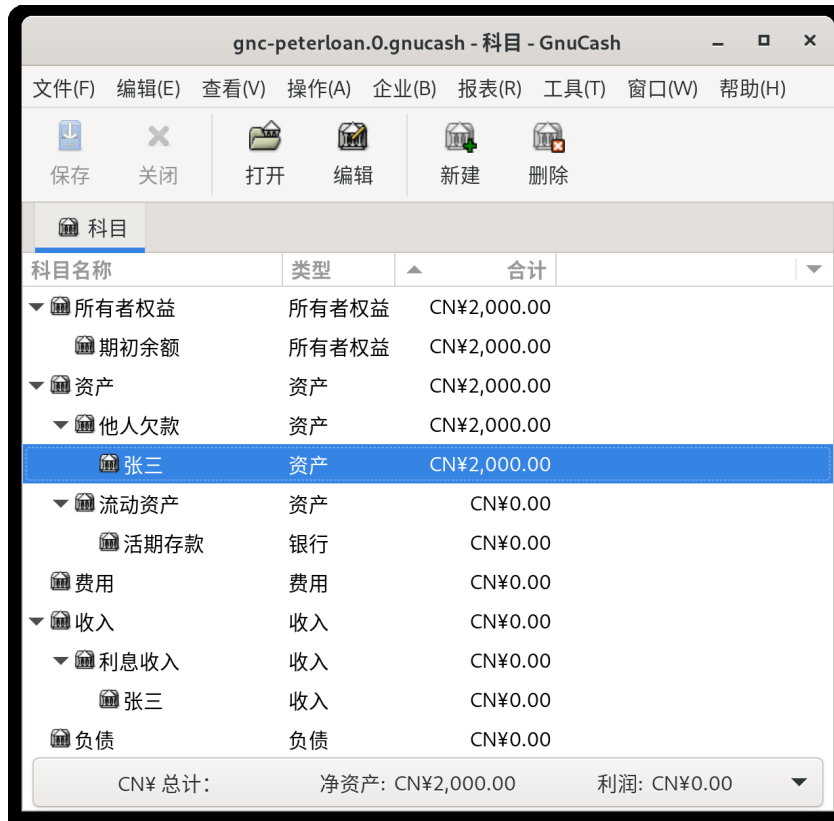 gnc-peterloan.0.gnucash - 科目 - GnuCash
文件(F) 编辑(E) 查看(V) 操作(A) 企业(B) 报表(R) 工具(T) 窗口(W) 帮助(H)
保存 关闭 打开 编辑 新建 删除
科目
科目名称 类型 合计
所有者权益 所有者权益 CN¥2,000.00
期初余额 所有者权益 CN¥2,000.00
资产 资产 CN¥2,000.00
他人欠款 资产 CN¥2,000.00
张三 资产 CN¥2,000.00
流动资产 资产 CN¥0.00
活期存款 银行 CN¥0.00
费用 费用 CN¥0.00
收入 收入 CN¥0.00
利息收入 收入 CN¥0.00
张三 收入 CN¥0.00
负债 负债 CN¥0.00
CN¥ 总计： 净资产: CN¥2,000.00 利润: CN¥0.00